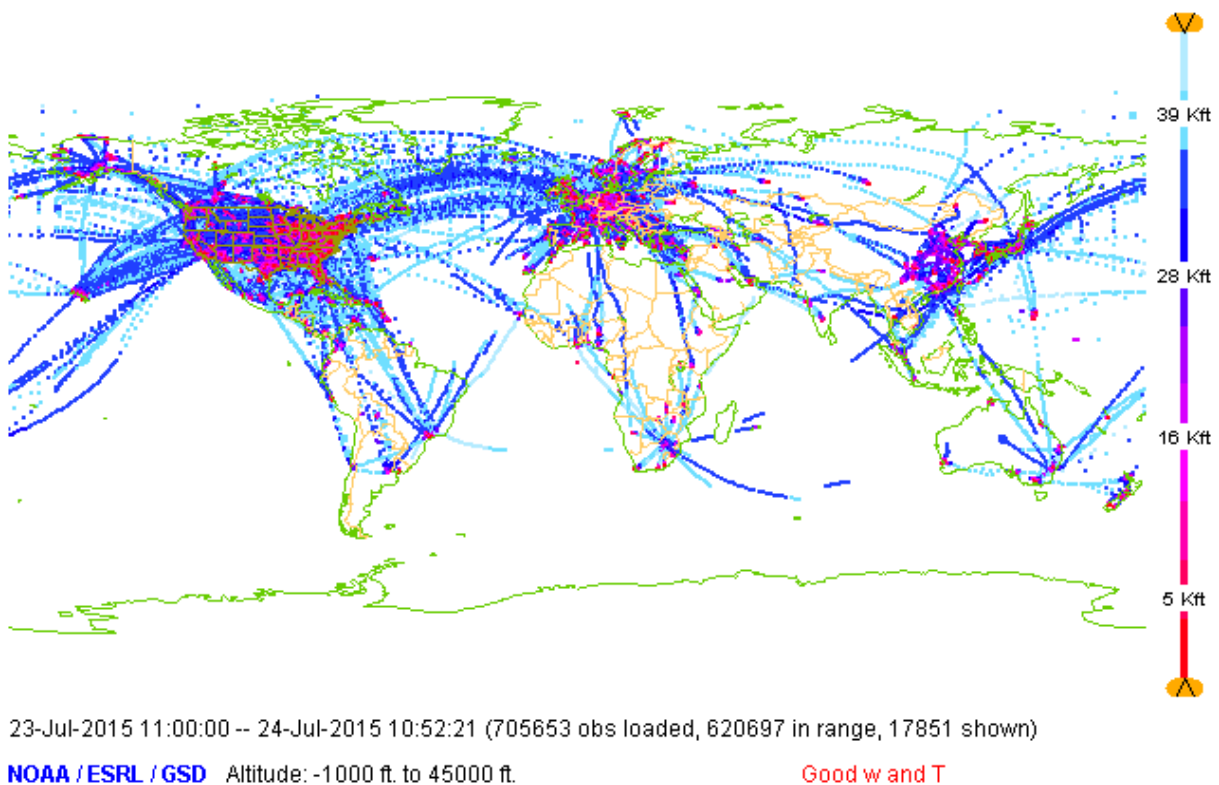 39 Kft
28 Kft
16 Kft
5 Kft
23-Jul-2015 11:00:00 -- 24-Jul-2015 10:52:21 (705653 obs loaded, 620697 in range, 17851 shown)
NOAA / ESRL / GSD Altitude: -1000 ft. to 45000 ft. Good w and T